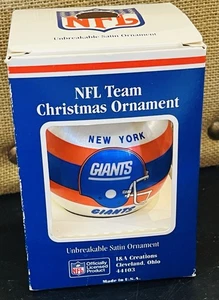 NFL
Unbreakable Satin Ornament
NFL Team
Christmas Ornament
NEW YORK
GIANTS
GIANTS
Unbreakable Satin Ornament
NFL
Officially
Licensed
Product
I&A Creations
Cleveland, Ohio
44103
Made in U.S.A.